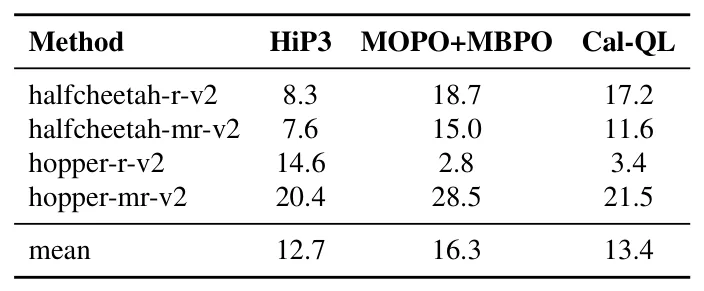 Method HiP3 MOPO+MBPO Cal-QL
halfcheetah-r-v2 8.3 18.7 17.2
halfcheetah-mr-v2 7.6 15.0 11.6
hopper-r-v2 14.6 2.8 3.4
hopper-mr-v2 20.4 28.5 21.5
mean 12.7 16.3 13.4